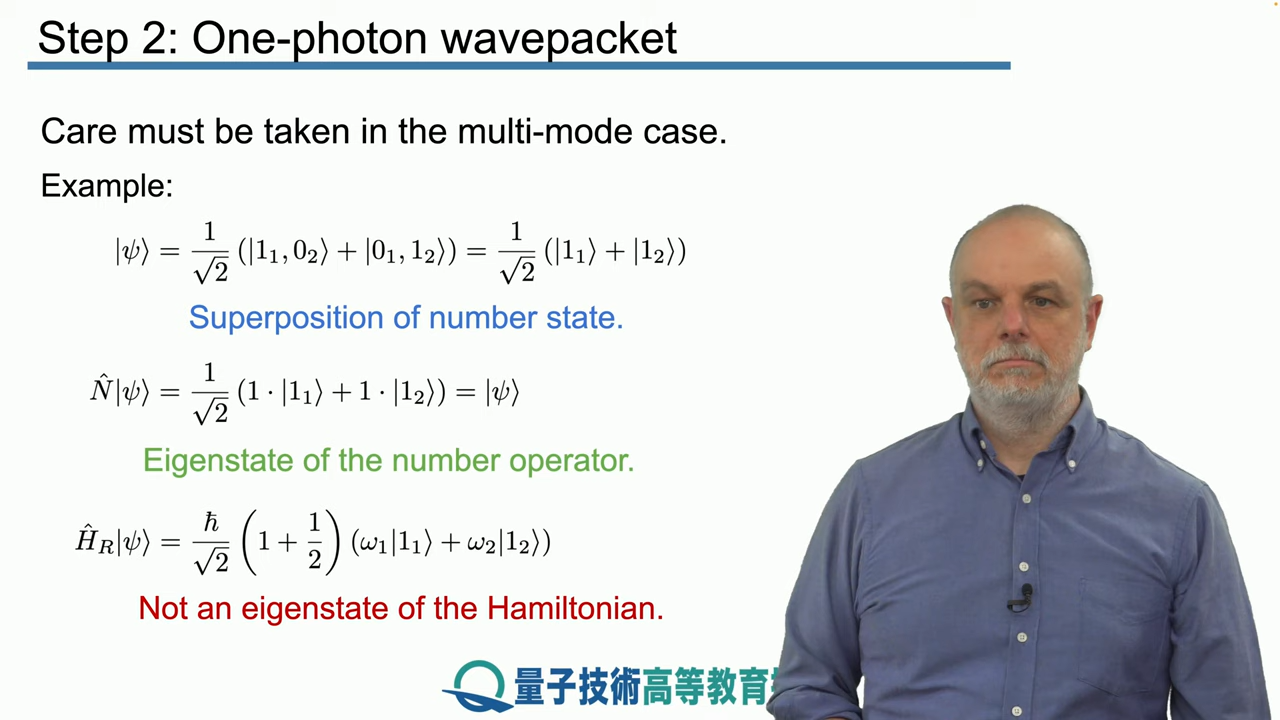 Step 2: One-photon wavepacket
Care must be taken in the multi-mode case.
Example:
|ψ⟩ = 1/√2 (|1₁, 0₂⟩ + |0₁, 1₂⟩) = 1/√2 (|1₁⟩ + |1₂⟩)
Superposition of number state.
N̂|ψ⟩ = 1/√2 (1 · |1₁⟩ + 1 · |1₂⟩) = |ψ⟩
Eigenstate of the number operator.
Ĥ_R|ψ⟩ = ħ/√2 (1 + 1/2) (ω₁|1₁⟩ + ω₂|1₂⟩)
Not an eigenstate of the Hamiltonian.
量子技術高等教育